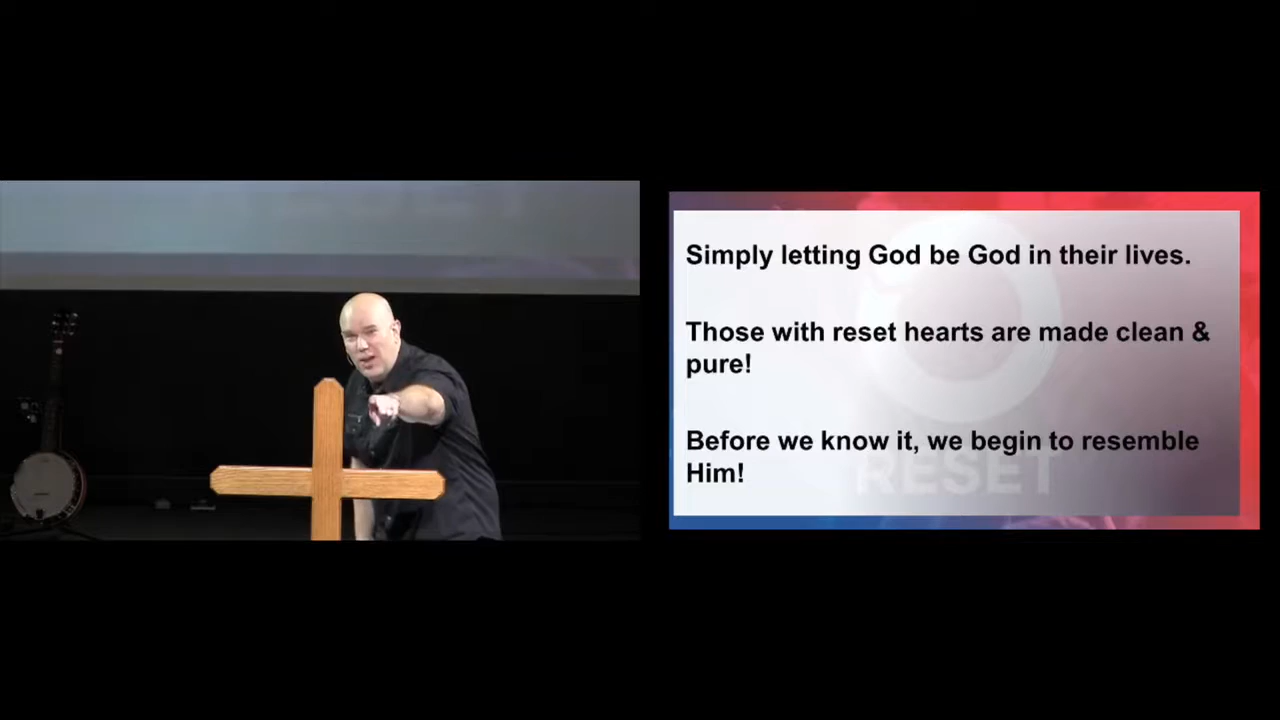 Simply letting God be God in their lives.
Those with reset hearts are made clean &
pure!
Before we know it, we begin to resemble
Him!
RESET